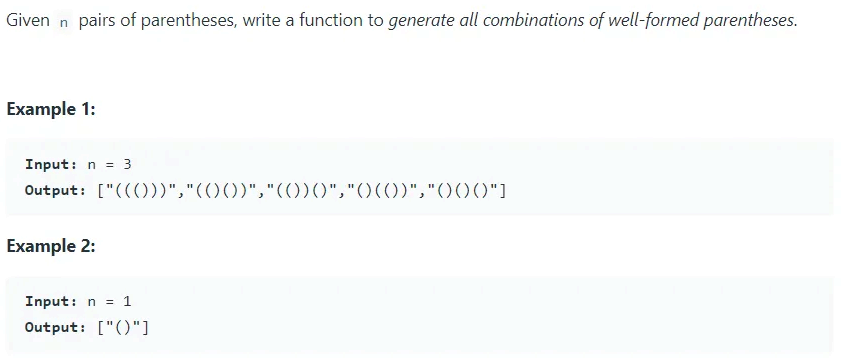 Given n pairs of parentheses, write a function to generate all combinations of well-formed parentheses.
Example 1:
Input: n = 3
Output: ["((()))","(()())","(())()","()(())","()()()"]
Example 2:
Input: n = 1
Output: ["()"]